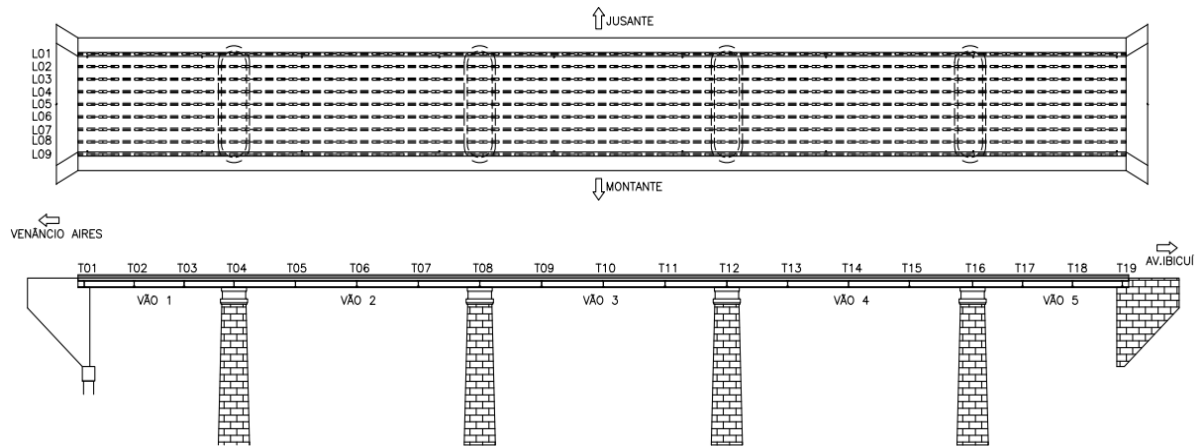 JUSANTE
L01
L02
L03
L04
L05
L06
L07
L08
L09
MONTANTE
VENÂNCIO AIRES
AV.IBICUÍ
T01 T02 T03 T04 T05 T06 T07 T08 T09 T10 T11 T12 T13 T14 T15 T16 T17 T18 T19
VÃO 1 VÃO 2 VÃO 3 VÃO 4 VÃO 5